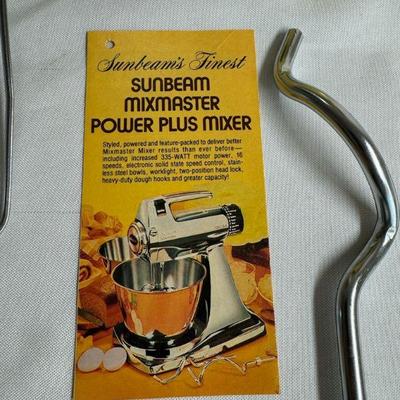 Sunbeam's Finest
SUNBEAM
MIXMASTER
POWER PLUS MIXER
Styled, powered and feature-packed to deliver better
Mixmaster Mixer results than ever before—
including increased 335-WATT motor power, 16
speeds, electronic solid state speed control, stain-
less steel bowls, worklight, two-position head lock,
heavy-duty dough hooks and greater capacity!